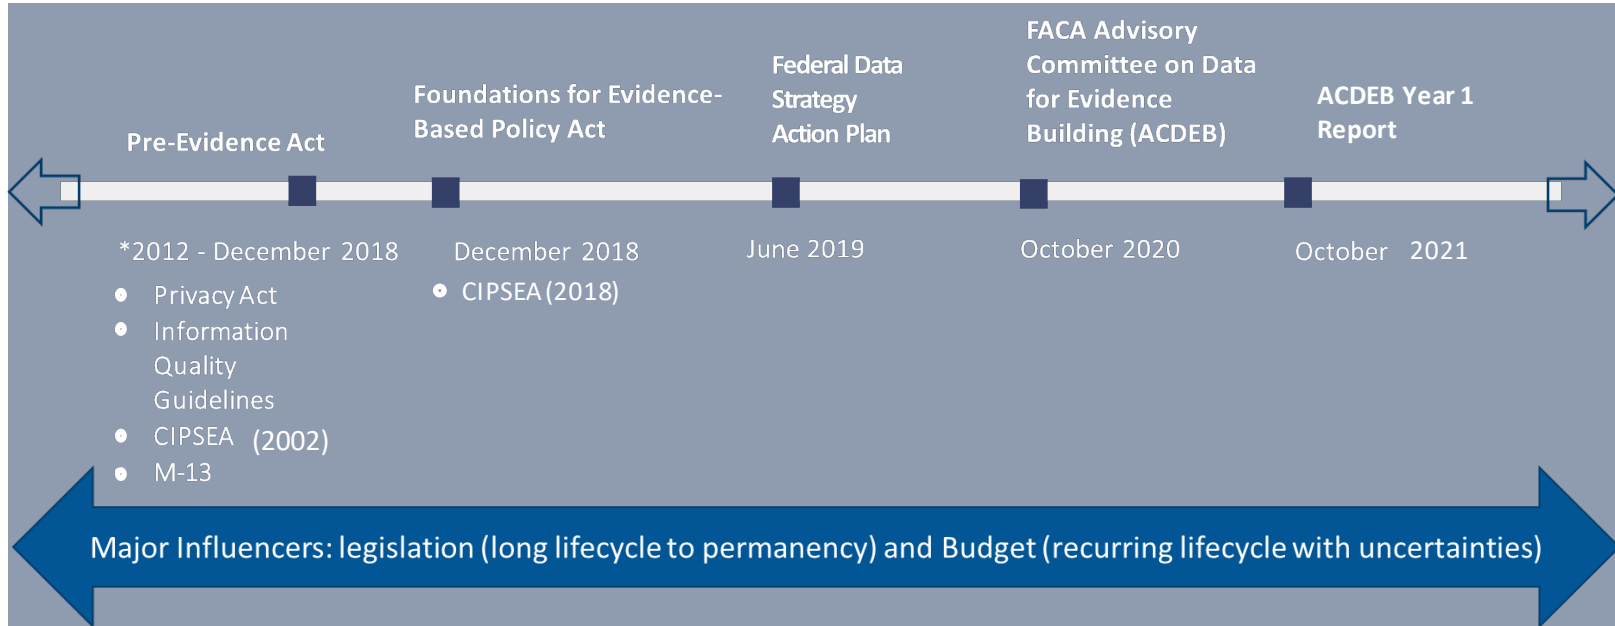 Pre-Evidence Act
Foundations for Evidence-
Based Policy Act
Federal Data
Strategy
Action Plan
FACA Advisory
Committee on Data
for Evidence
Building (ACDEB)
ACDEB Year 1
Report
*2012 - December 2018
Privacy Act
Information
Quality
Guidelines
CIPSEA (2002)
M-13
December 2018
CIPSEA (2018)
June 2019
October 2020
October 2021
Major Influencers: legislation (long lifecycle to permanency) and Budget (recurring lifecycle with uncertainties)